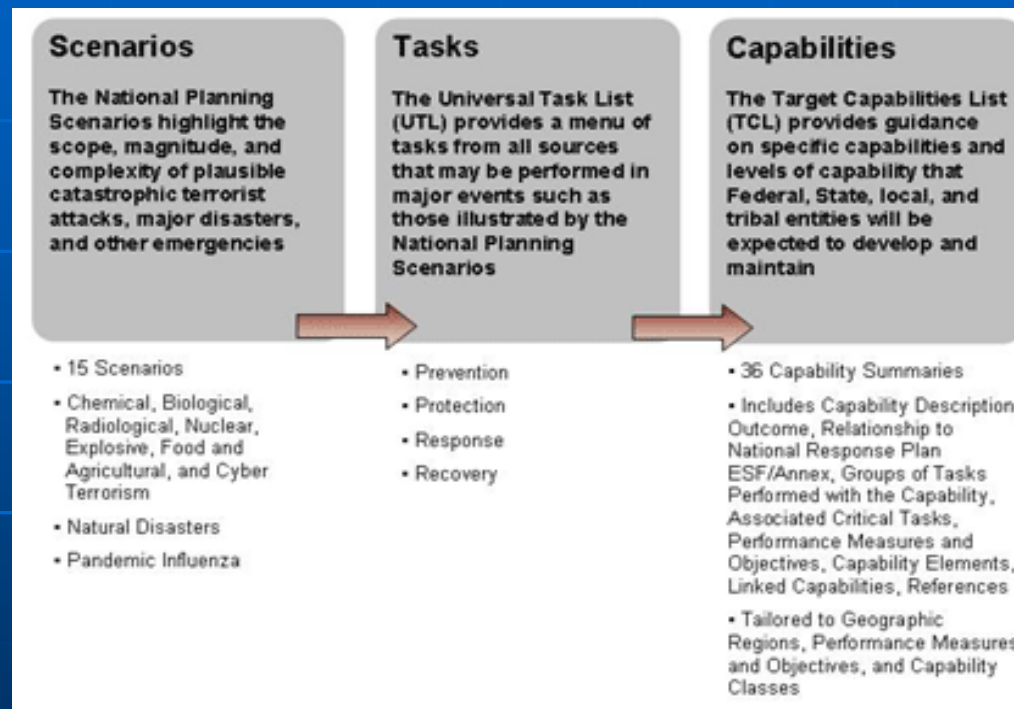 Scenarios
The National Planning
Scenarios highlight the
scope, magnitude, and
complexity of plausible
catastrophic terrorist
attacks, major disasters,
and other emergencies
• 15 Scenarios
• Chemical, Biological,
Radiological, Nuclear,
Explosive, Food and
Agricultural, and Cyber
Terrorism
• Natural Disasters
• Pandemic Influenza
Tasks
The Universal Task List
(UTL) provides a menu of
tasks from all sources
that may be performed in
major events such as
those illustrated by the
National Planning
Scenarios
• Prevention
• Protection
• Response
• Recovery
Capabilities
The Target Capabilities List
(TCL) provides guidance
on specific capabilities and
levels of capability that
Federal, State, local, and
tribal entities will be
expected to develop and
maintain
• 36 Capability Summaries
• Includes Capability Description
Outcome, Relationship to
National Response Plan
ESF/Annex, Groups of Tasks
Performed with the Capability,
Associated Critical Tasks,
Performance Measures and
Objectives, Capability Elements,
Linked Capabilities, References
• Tailored to Geographic
Regions, Performance Measures
and Objectives, and Capability
Classes